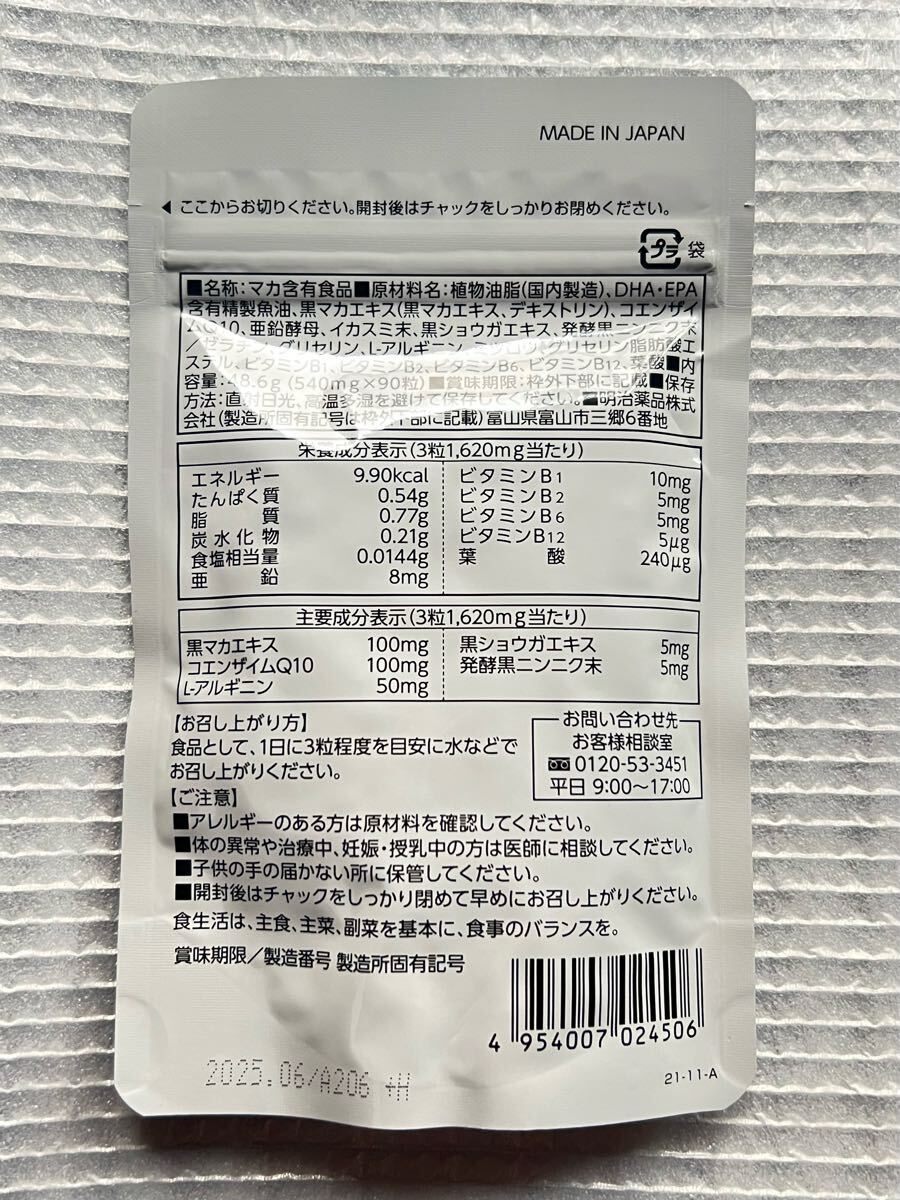 MADE IN JAPAN
◀ ここからお切りください。開封後はチャックをしっかりお閉めください。
プラ 袋
■名称:マカ含有食品■原材料名:植物油脂(国内製造)、DHA・EPA
含有精製魚油、黒マカエキス(黒マカエキス、デキストリン)、コエンザイ
ムQ10、亜鉛酵母、イカスミ末、黒ショウガエキス、発酵黒ニンニク末
/ゼラチン、グリセリン、L-アルギニン、ミツロウ、グリセリン脂肪酸エ
ステル、ビタミンB1、ビタミンB2、ビタミンB6、ビタミンB12、葉酸■内
容量:48.6g(540mg×90粒)■賞味期限:枠外下部に記載■保存
方法:直射日光、高温多湿を避けて保存してください。■明治薬品株式
会社(製造所固有記号は枠外下部に記載)富山県富山市三郷6番地
栄養成分表示(3粒1,620mg当たり)
エネルギー 9.90kcal ビタミンB1 10mg
たんぱく質 0.54g ビタミンB2 5mg
脂質 0.77g ビタミンB6 5mg
炭水化物 0.21g ビタミンB12 5μg
食塩相当量 0.0144g 葉酸 240μg
亜鉛 8mg
主要成分表示(3粒1,620mg当たり)
黒マカエキス 100mg 黒ショウガエキス 5mg
コエンザイムQ10 100mg 発酵黒ニンニク末 5mg
L-アルギニン 50mg
【お召し上がり方】
食品として、1日に3粒程度を目安に水などで
お召し上がりください。
お問い合わせ先
お客様相談室
0120-53-3451
平日 9:00〜17:00
【ご注意】
■アレルギーのある方は原材料を確認してください。
■体の異常や治療中、妊娠・授乳中の方は医師に相談してください。
■子供の手の届かない所に保管してください。
■開封後はチャックをしっかり閉めて早めにお召し上がりください。
食生活は、主食、主菜、副菜を基本に、食事のバランスを。
賞味期限/製造番号 製造所固有記号
4 954007 024506
2025.06/A206 +H
21-11-A